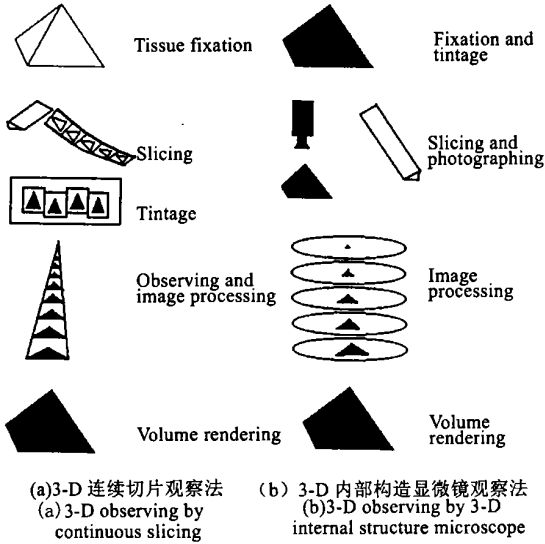 Tissue fixation
Slicing
Tintage
Observing and
image processing
Volume rendering
(a)3-D 连续切片观察法
(a)3-D observing by
continuous slicing
Fixation and
tintage
Slicing and
photographing
Image
processing
Volume
rendering
(b) 3-D 内部构造显微镜观察法
(b)3-D observing by 3-D
internal structure microscope